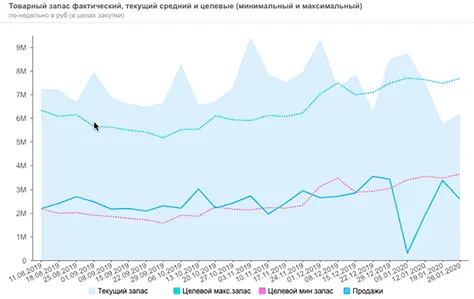 Товарный запас фактический, текущий средний и целевые (минимальный и максимальный)
по-недельно в руб (в ценах закупки)
9M
8M
7M
6M
5M
4M
3M
2M
1M
0
11.08.2019
18.08.2019
25.08.2019
01.09.2019
08.09.2019
15.09.2019
22.09.2019
29.09.2019
06.10.2019
13.10.2019
20.10.2019
27.10.2019
03.11.2019
10.11.2019
17.11.2019
24.11.2019
01.12.2019
08.12.2019
15.12.2019
22.12.2019
29.12.2019
05.01.2020
12.01.2020
19.01.2020
26.01.2020
Текущий запас
Целевой макс.запас
Целевой мин запас
Продажи